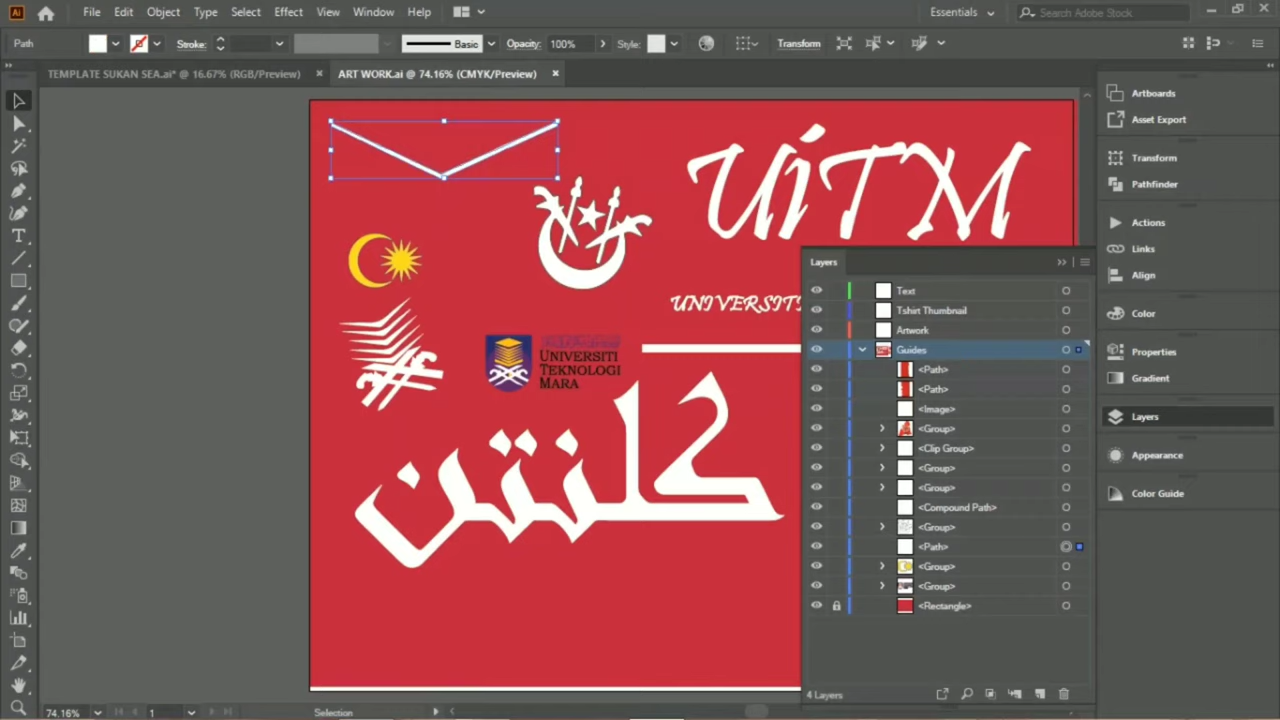 File Edit Object Type Select Effect View Window Help Essentials Search Adobe Stock
Path Stroke: Basic Opacity: 100% Style: Transform
TEMPLATE SUKAN SEA.ai* @ 16.67% (RGB/Preview) × ART WORK.ai @ 74.16% (CMYK/Preview) ×
UiTM
UNIVERSITI
UNIVERSITI
TEKNOLOGI
MARA
كلنتن
Layers
Text
Tshirt Thumbnail
Artwork
Guides
<Path>
<Path>
<Image>
<Group>
<Clip Group>
<Group>
<Group>
<Compound Path>
<Group>
<Path>
<Group>
<Group>
<Rectangle>
4 Layers
Artboards
Asset Export
Transform
Pathfinder
Actions
Links
Align
Color
Properties
Gradient
Layers
Appearance
Color Guide
74.16% 1 Selection